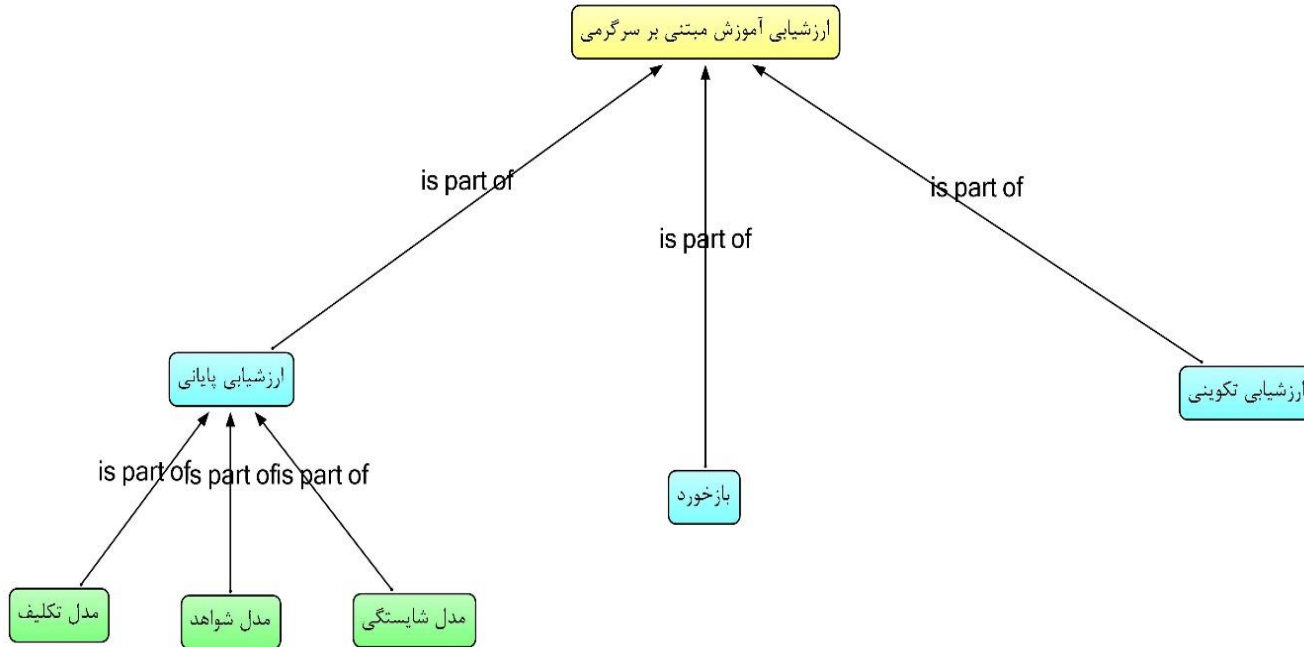 ارزشیابی آموزش مبتنی بر سرگرمی
is part of
is part of
is part of
ارزشیابی پایانی
ارزشیابی تکوینی
is part of
is part of
is part of
بازخورد
مدل تکلیف
مدل شواهد
مدل شایستگی